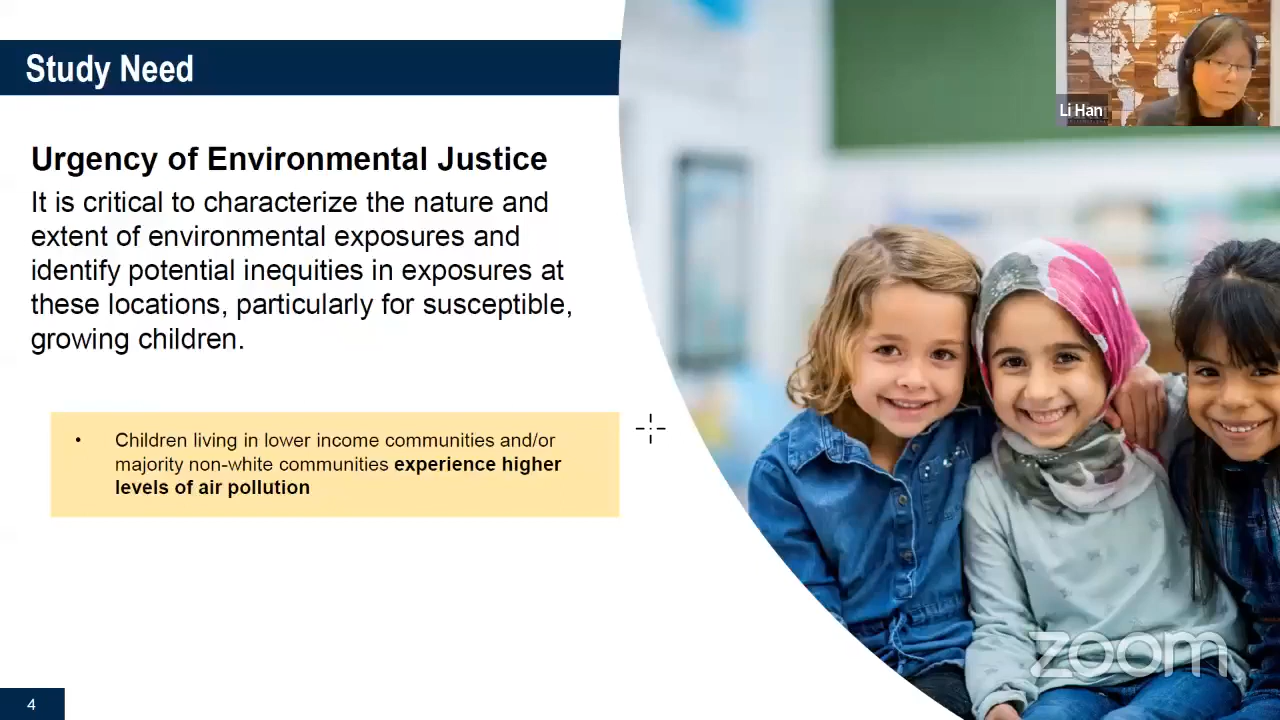 Study Need
Li Han
Urgency of Environmental Justice
It is critical to characterize the nature and
extent of environmental exposures and
identify potential inequities in exposures at
these locations, particularly for susceptible,
growing children.
• Children living in lower income communities and/or
majority non-white communities experience higher
levels of air pollution
zoom
4